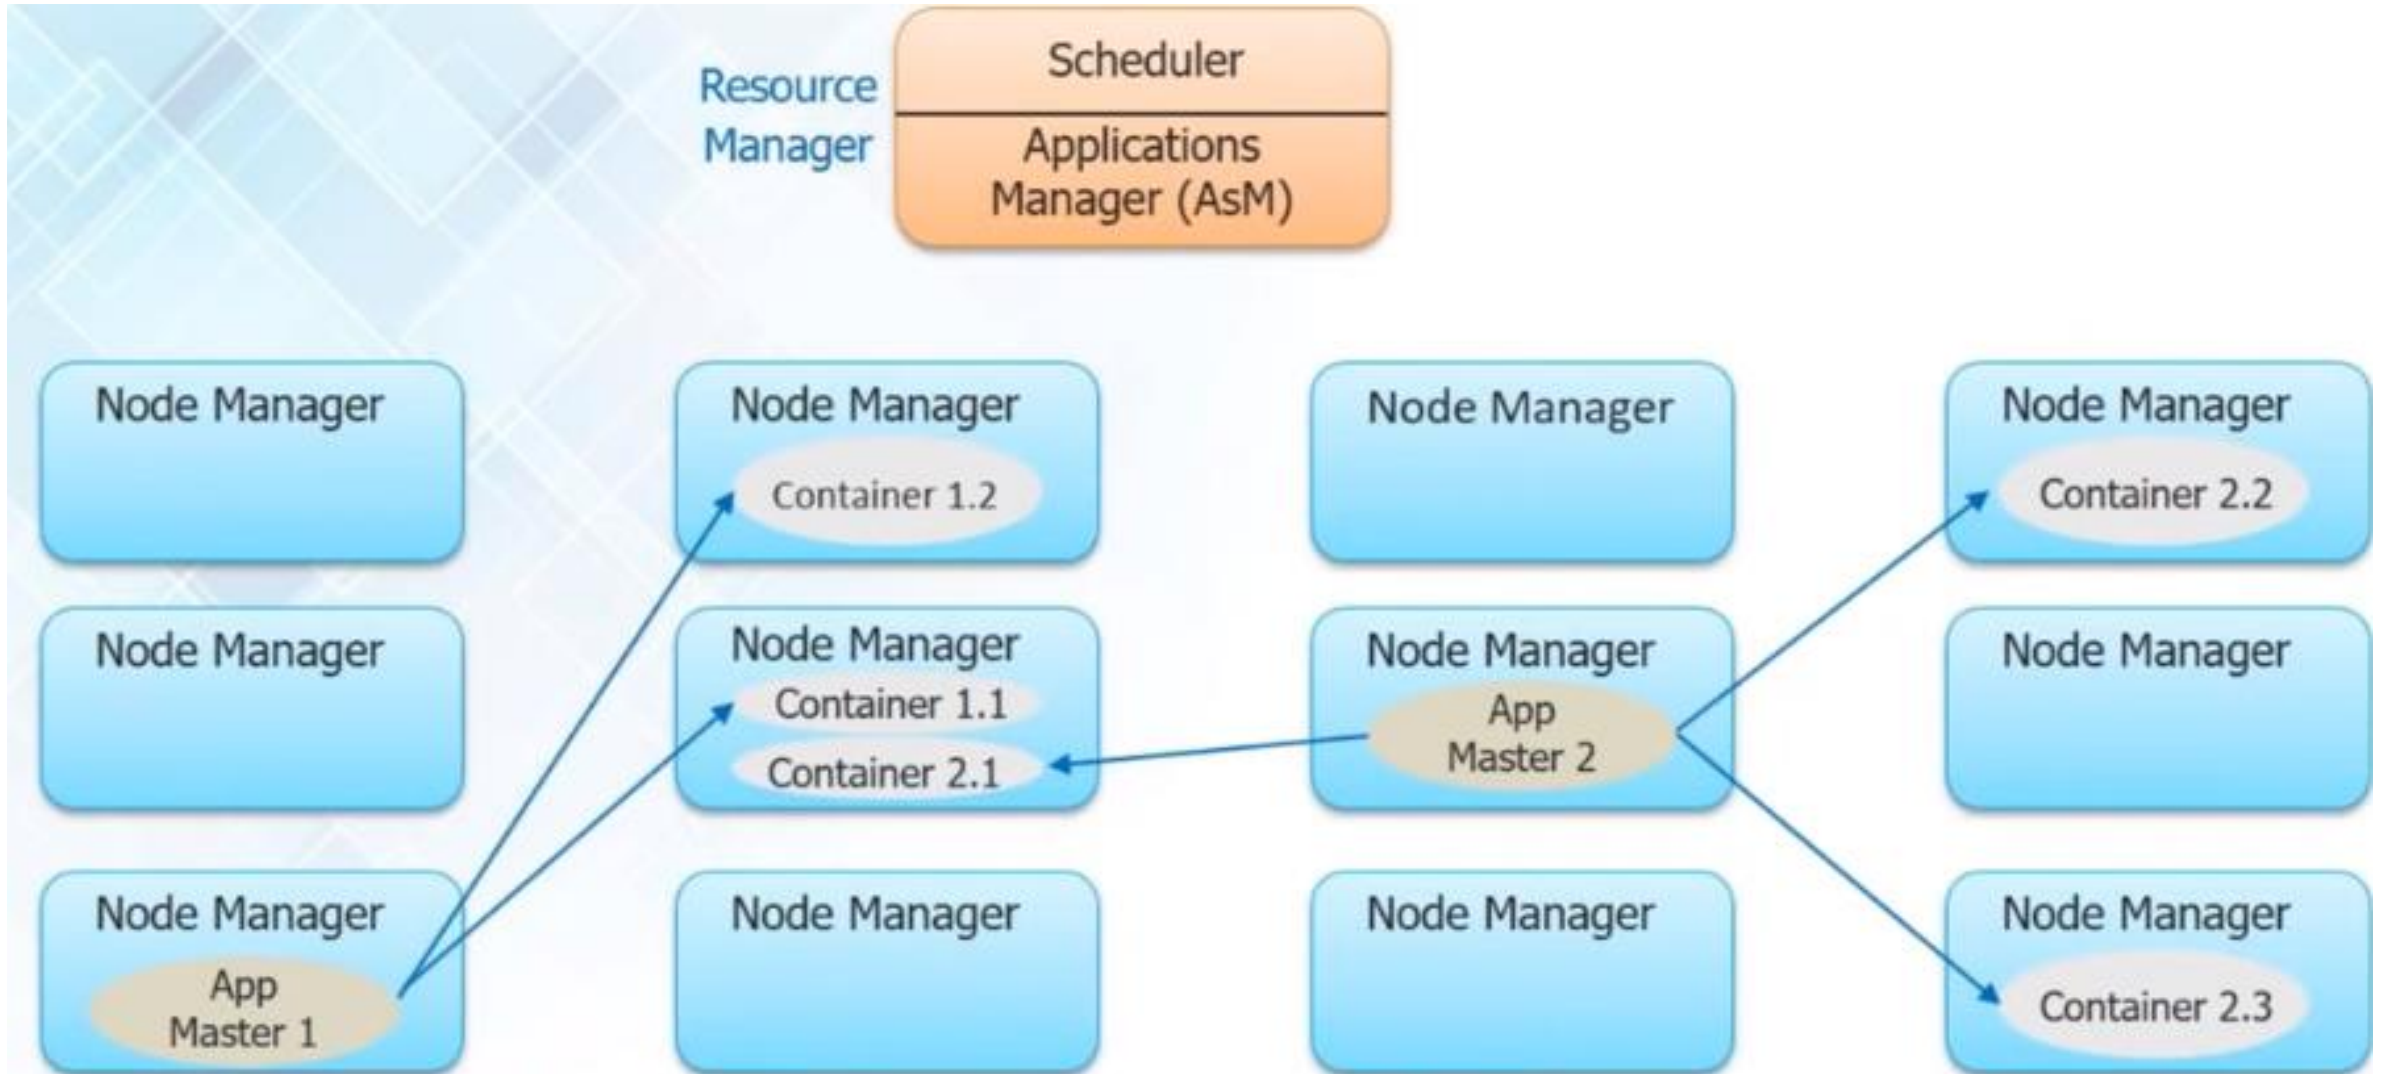 Resource
Manager
Scheduler
Applications
Manager (AsM)
Node Manager
Node Manager
Container 1.2
Node Manager
Node Manager
Container 2.2
Node Manager
Node Manager
Container 1.1
Container 2.1
Node Manager
App
Master 2
Node Manager
Node Manager
App
Master 1
Node Manager
Node Manager
Node Manager
Container 2.3